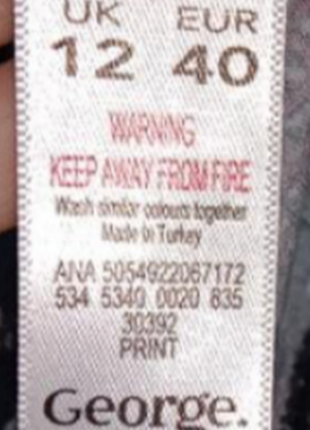 UK EUR
12 40
WARNING
KEEP AWAY FROM FIRE
Wash similar colours together
Made in Turkey
ANA 5054922067172
534 5340 0020 835
30392
PRINT
George.